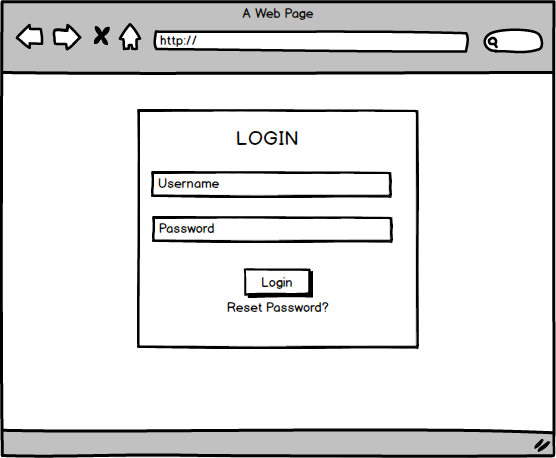 A Web Page
http://
LOGIN
Username
Password
Login
Reset Password?